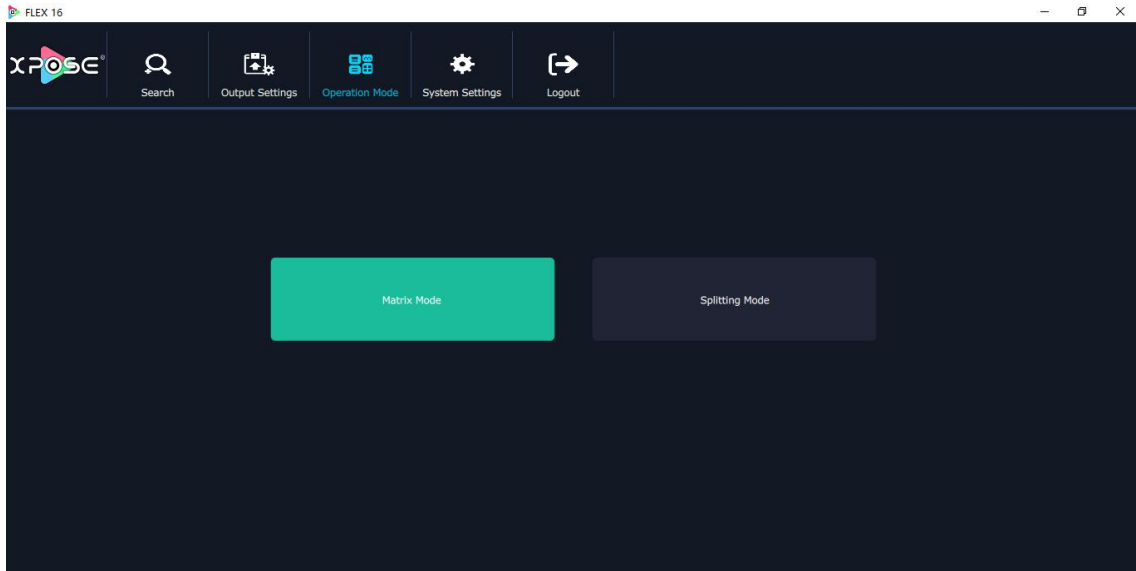 FLEX 16
XPOSE®
Search
Output Settings
Operation Mode
System Settings
Logout
Matrix Mode
Splitting Mode